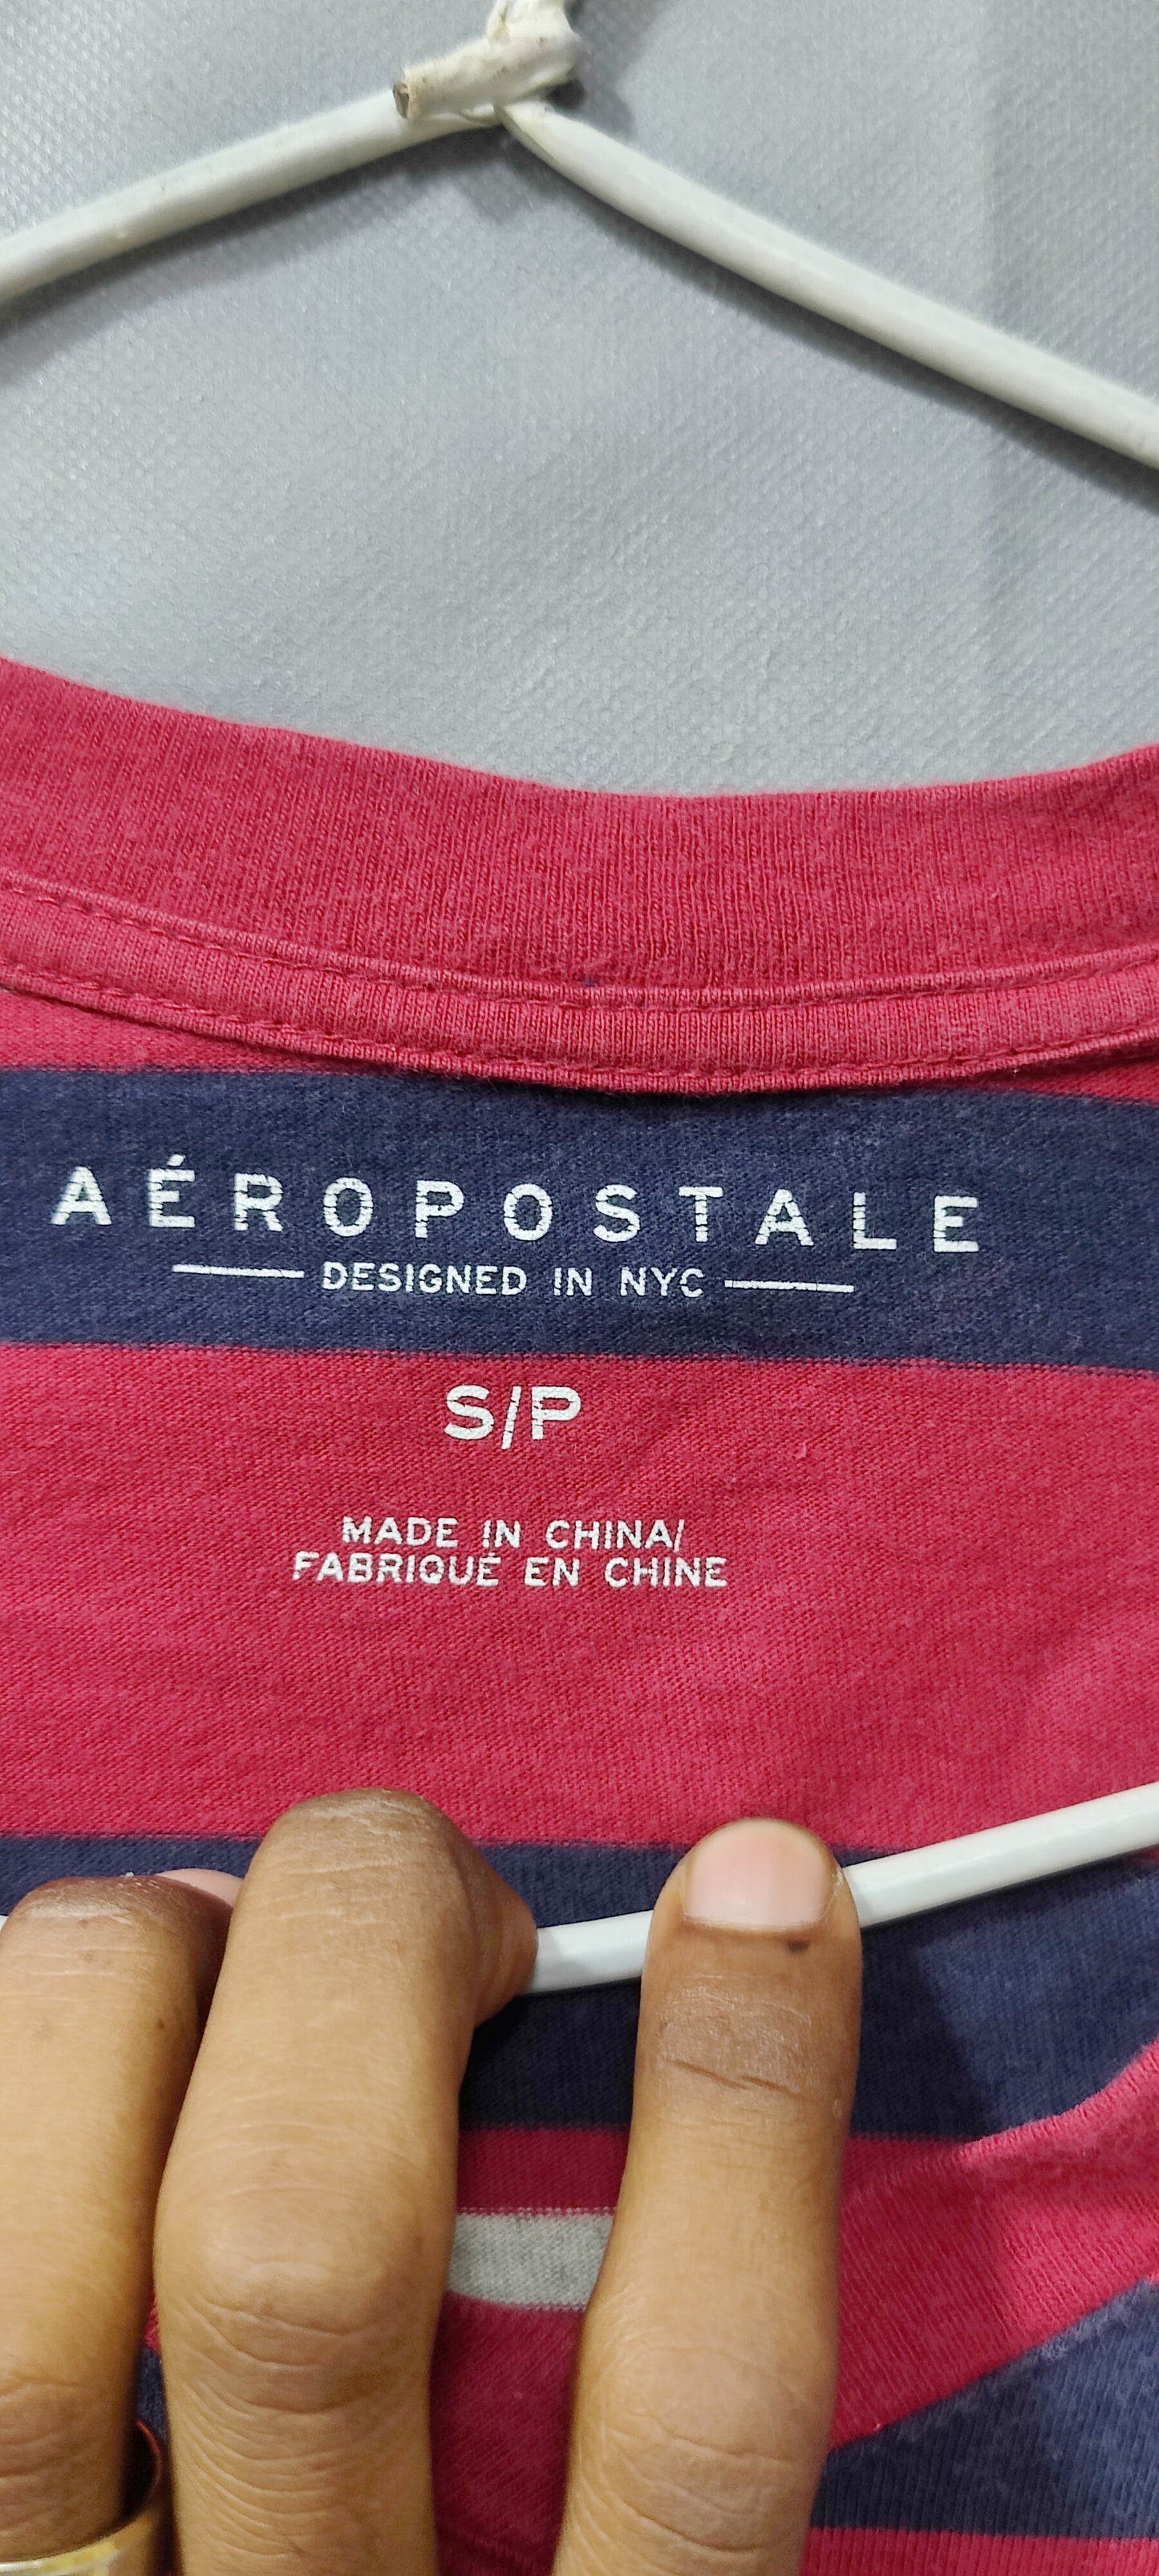 AÉROPOSTALE
DESIGNED IN NYC
S/P
MADE IN CHINA/
FABRIQUÉ EN CHINE